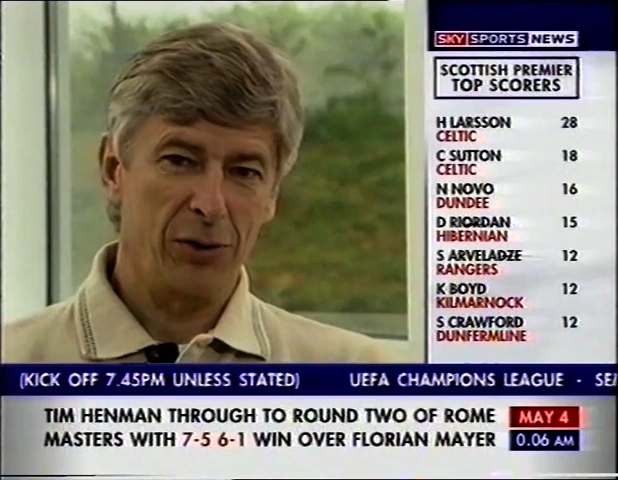 SKY SPORTS NEWS
SCOTTISH PREMIER
TOP SCORERS
H LARSSON 28
CELTIC
C SUTTON 18
CELTIC
N NOVO 16
DUNDEE
D RIORDAN 15
HIBERNIAN
S ARVELADZE 12
RANGERS
K BOYD 12
KILMARNOCK
S CRAWFORD 12
DUNFERMLINE
(KICK OFF 7.45PM UNLESS STATED) UEFA CHAMPIONS LEAGUE - SE
TIM HENMAN THROUGH TO ROUND TWO OF ROME
MASTERS WITH 7-5 6-1 WIN OVER FLORIAN MAYER
MAY 4
0.06 AM